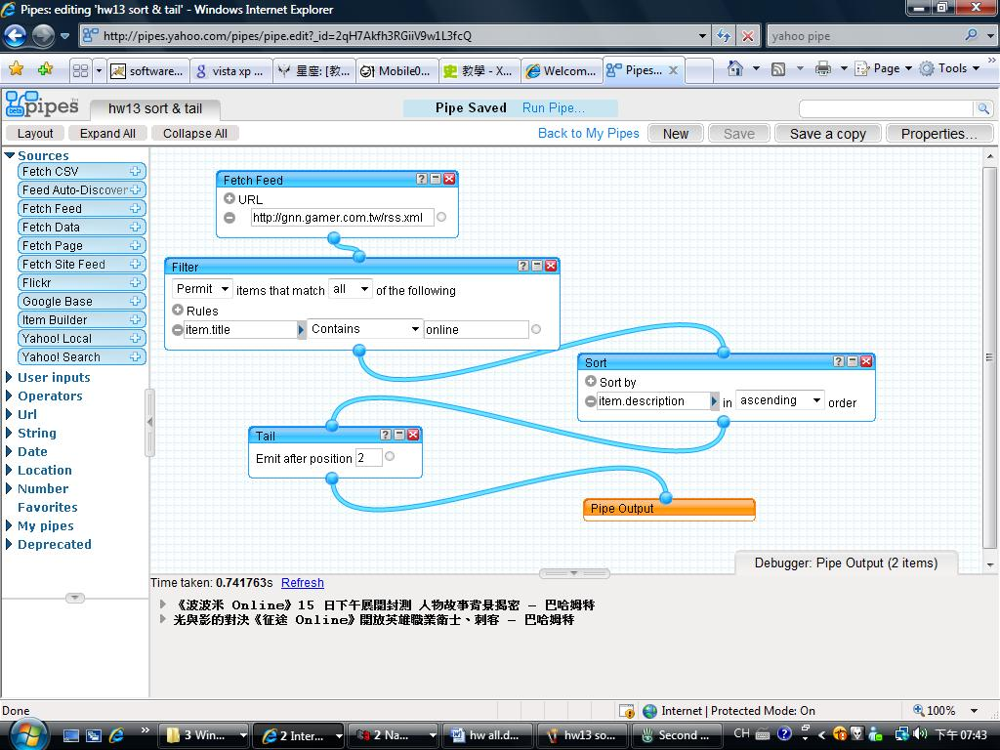 Pipes: editing 'hw13 sort & tail' - Windows Internet Explorer
http://pipes.yahoo.com/pipes/pipe.edit?_id=2qH7Akfh3RGiiV9w1L3fcQ
yahoo pipe
software...
vista xp ...
星座: [教...
Mobile0...
教學 - X...
Welcom...
Pipes...
Page
Tools
pipes
beta
hw13 sort & tail
Pipe Saved Run Pipe...
Layout
Expand All
Collapse All
Back to My Pipes
New
Save
Save a copy
Properties...
Sources
Fetch CSV
Feed Auto-Discover
Fetch Feed
Fetch Data
Fetch Page
Fetch Site Feed
Flickr
Google Base
Item Builder
Yahoo! Local
Yahoo! Search
User inputs
Operators
Url
String
Date
Location
Number
Favorites
My pipes
Deprecated
Fetch Feed
URL
http://gnn.gamer.com.tw/rss.xml
Filter
Permit items that match all of the following
Rules
item.title Contains online
Sort
Sort by
item.description in ascending order
Tail
Emit after position 2
Pipe Output
Debugger: Pipe Output (2 items)
Time taken: 0.741763s Refresh
《波波米 Online》15 日下午展開封測 人物故事背景揭密 – 巴哈姆特
光與影的對決《征途 Online》開放英雄職業衛士、刺客 – 巴哈姆特
Done
Internet | Protected Mode: On
100%
3 Win...
2 Inter...
2 Na...
hw all.d...
hw13 so...
Second ...
CH
下午 07:43